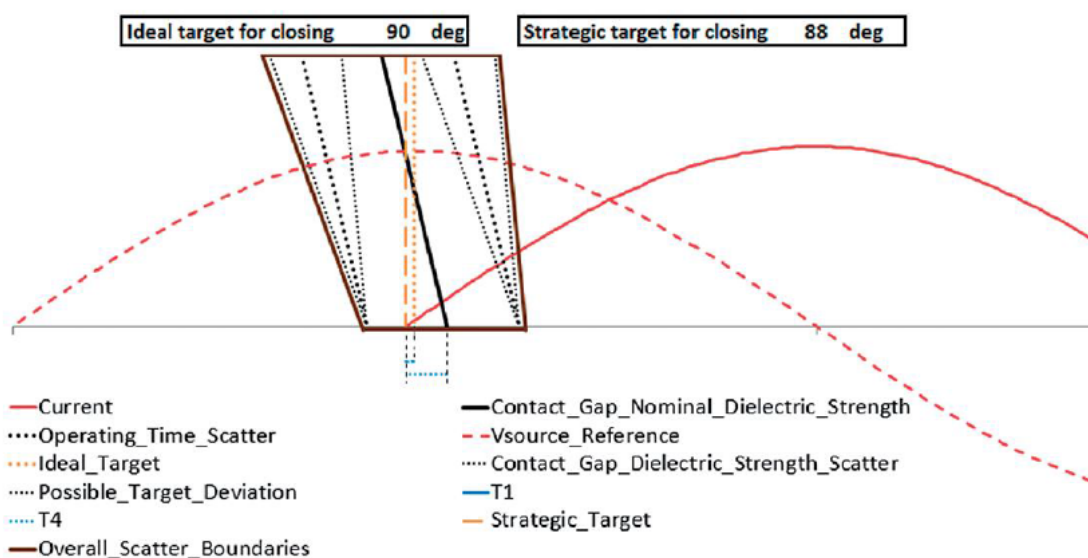 Ideal target for closing 90 deg
Strategic target for closing 88 deg
Current
Contact_Gap_Nominal_Dielectric_Strength
Operating_Time_Scatter
Vsource_Reference
Ideal_Target
Contact_Gap_Dielectric_Strength_Scatter
Possible_Target_Deviation
T1
T4
Strategic_Target
Overall_Scatter_Boundaries